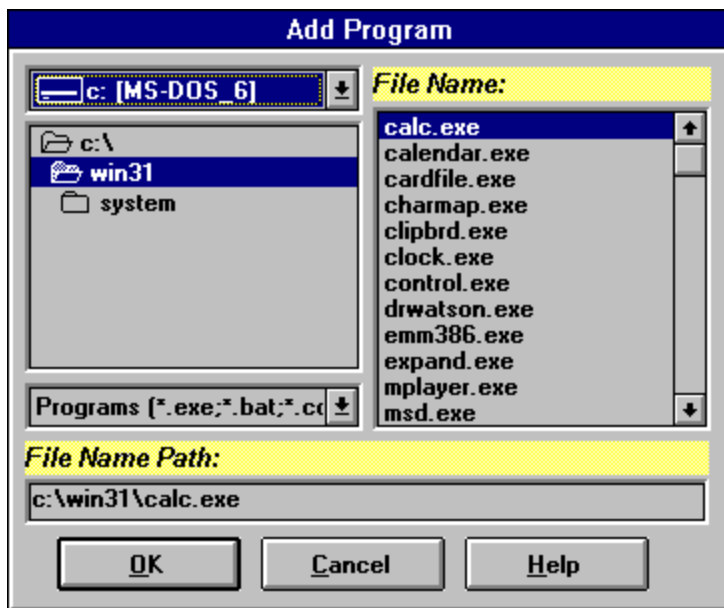 Add Program
c: [MS-DOS_6]
c:\
win31
system
Programs (*.exe;*.bat;*.cc
File Name:
calc.exe
calendar.exe
cardfile.exe
charmap.exe
clipbrd.exe
clock.exe
control.exe
drwatson.exe
emm386.exe
expand.exe
mplayer.exe
msd.exe
File Name Path:
c:\win31\calc.exe
OK
Cancel
Help